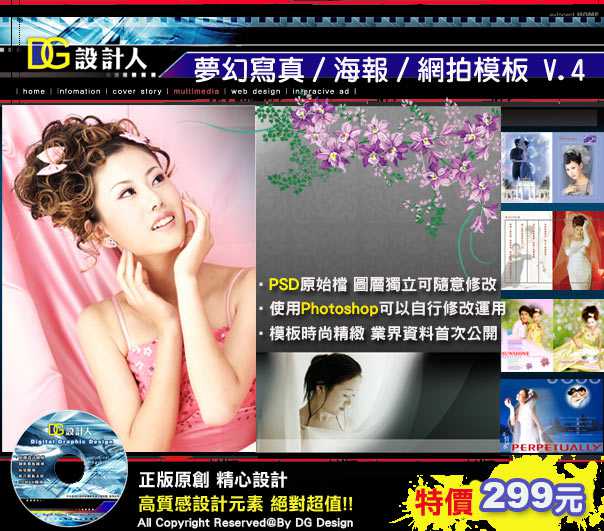 DG 設計人
夢幻寫真/海報/網拍模板 V.4
| home | infomation | cover story | multimedia | web design | inreracive ad |
·PSD原始檔 圖層獨立可隨意修改
·使用Photoshop可以自行修改運用
·模板時尚精緻 業界資料首次公開
SUNSHINE
PERPETUALLY
DG 設計人
Digital Graphic Design
正版原創 精心設計
高質感設計元素 絕對超值!!
All Copyright Reserved@By DG Design
特價 299元